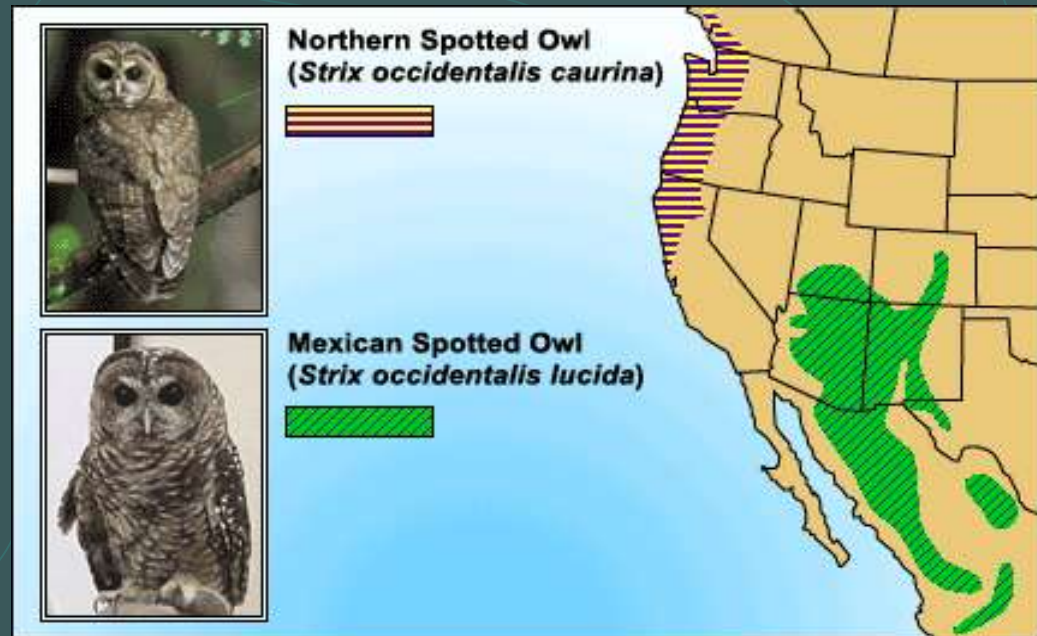 Northern Spotted Owl
(Strix occidentalis caurina)
Mexican Spotted Owl
(Strix occidentalis lucida)